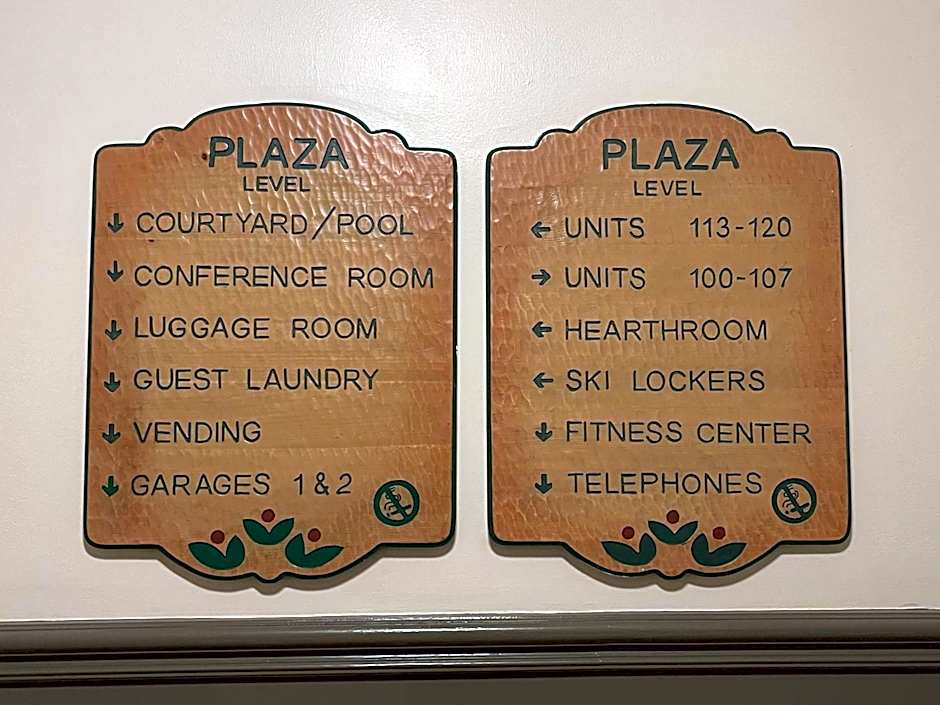 PLAZA
LEVEL
↓ COURTYARD/POOL
↓ CONFERENCE ROOM
↓ LUGGAGE ROOM
↓ GUEST LAUNDRY
↓ VENDING
↓ GARAGES 1 & 2
PLAZA
LEVEL
← UNITS 113-120
→ UNITS 100-107
← HEARTHROOM
← SKI LOCKERS
↓ FITNESS CENTER
↓ TELEPHONES